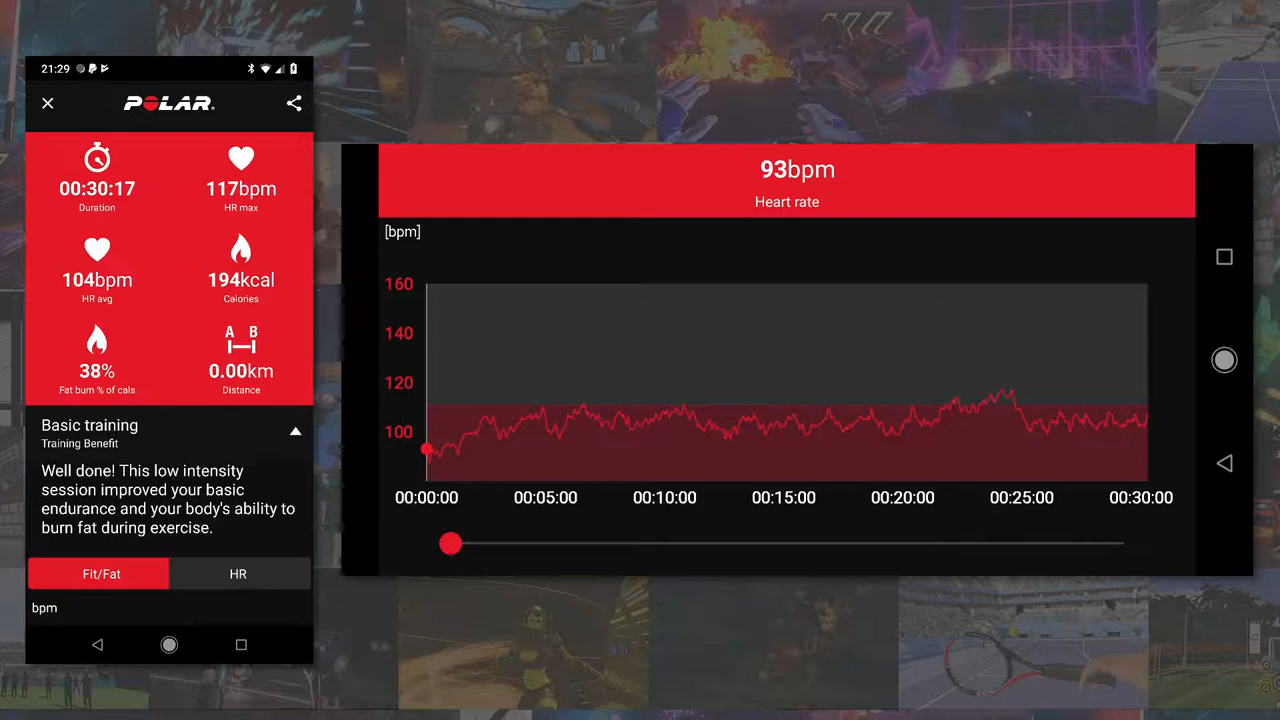 21:29
POLAR
00:30:17
Duration
117bpm
HR max
104bpm
HR avg
194kcal
Calories
38%
Fat burn % of cals
A B
0.00km
Distance
Basic training
Training Benefit
Well done! This low intensity
session improved your basic
endurance and your body's ability to
burn fat during exercise.
Fit/Fat
HR
bpm
93bpm
Heart rate
[bpm]
160
140
120
100
00:00:00
00:05:00
00:10:00
00:15:00
00:20:00
00:25:00
00:30:00